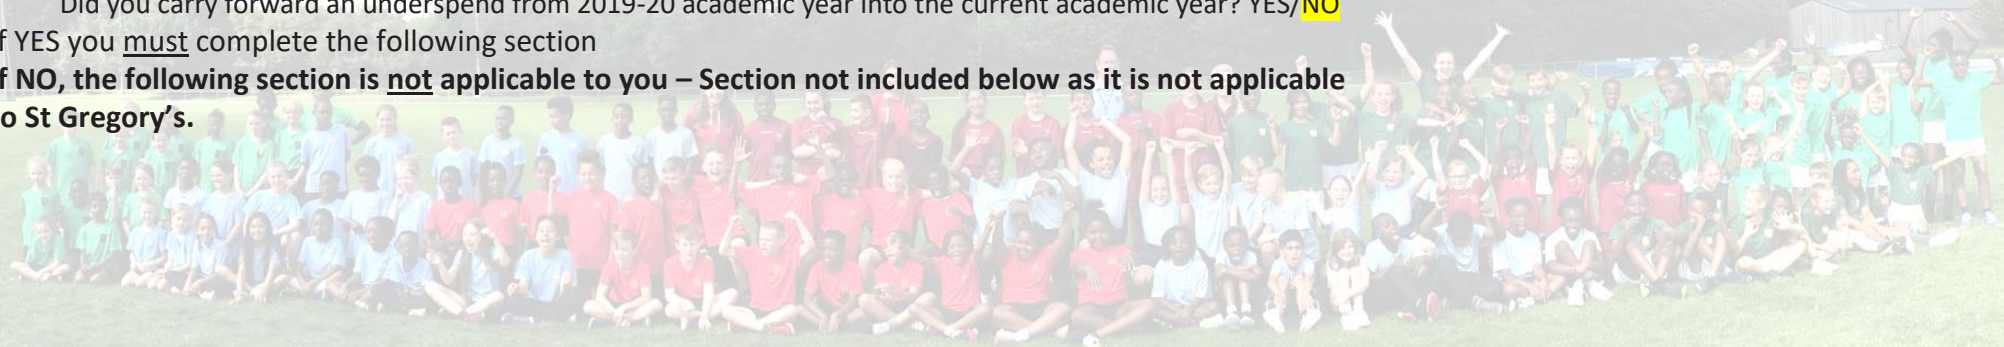 Did you carry forward an underspend from 2019-20 academic year into the current academic year? YES/NO
f YES you must complete the following section
f NO, the following section is not applicable to you – Section not included below as it is not applicable
o St Gregory's.